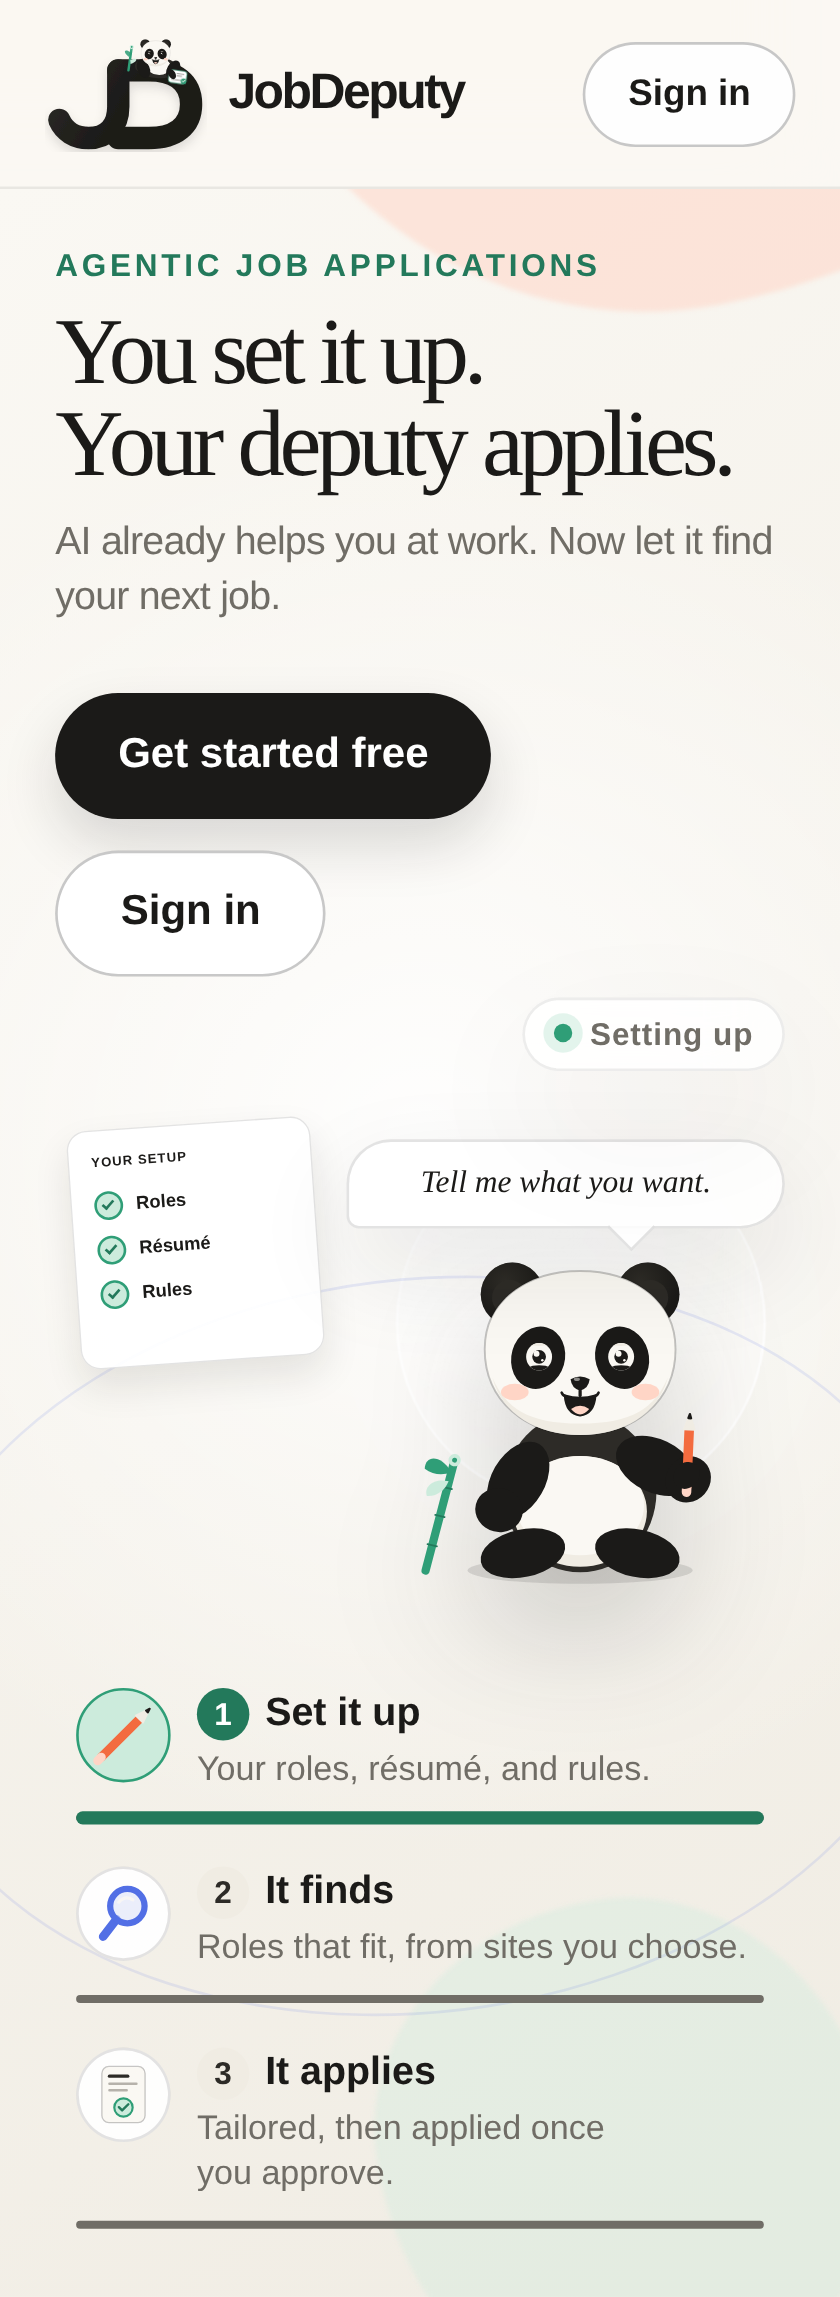 JobDeputy
Sign in
AGENTIC JOB APPLICATIONS
You set it up.
Your deputy applies.
AI already helps you at work. Now let it find
your next job.
Get started free
Sign in
Setting up
YOUR SETUP
Roles
Résumé
Rules
Tell me what you want.
1 Set it up
Your roles, résumé, and rules.
2 It finds
Roles that fit, from sites you choose.
3 It applies
Tailored, then applied once
you approve.